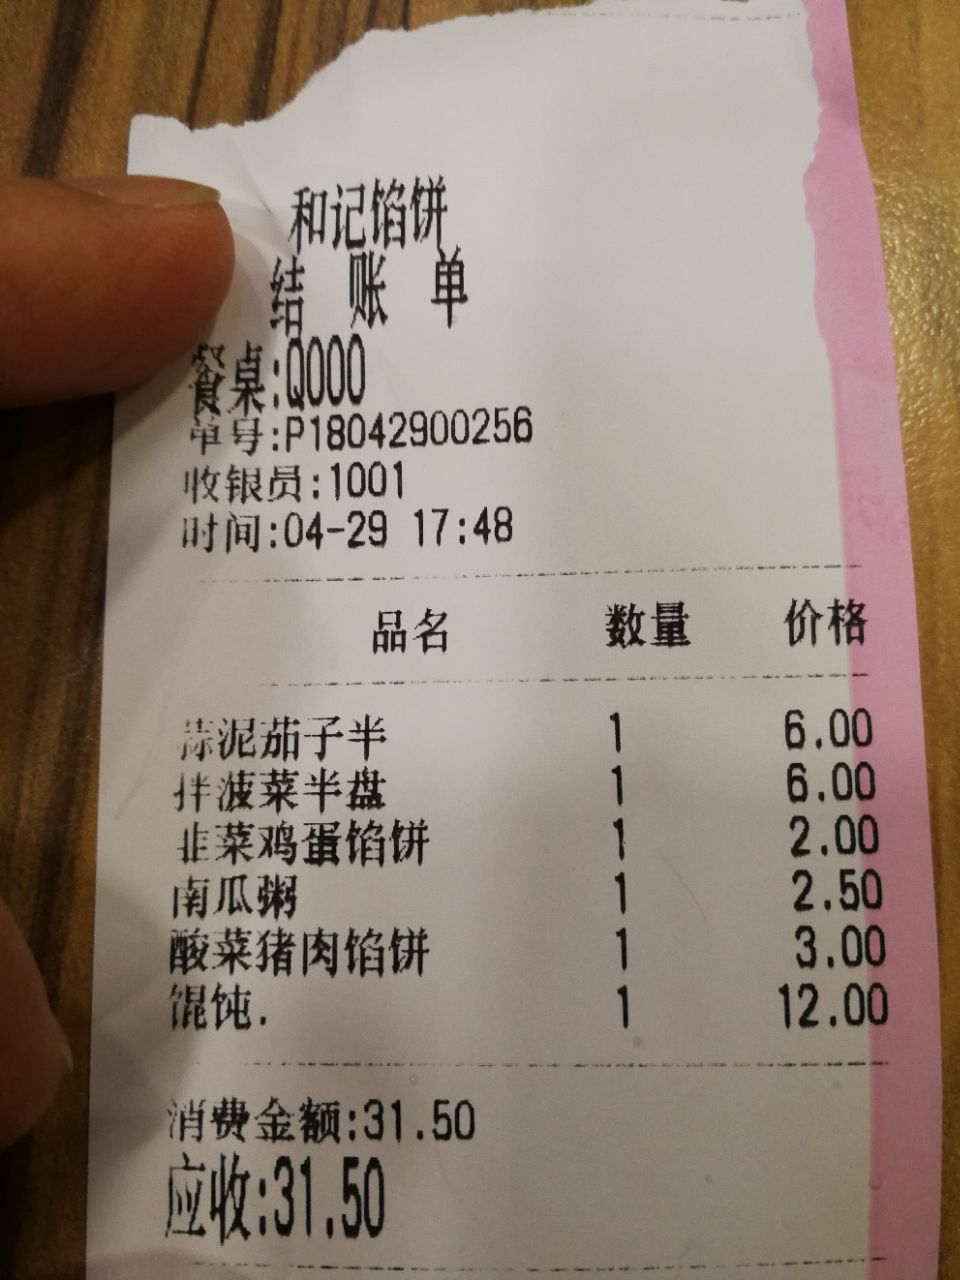 和记馅饼
结 账 单
餐桌:Q000
单号:P18042900256
收银员:1001
时间:04-29 17:48
品名 数量 价格
蒜泥茄子半 1 6.00
拌菠菜半盘 1 6.00
韭菜鸡蛋馅饼 1 2.00
南瓜粥 1 2.50
酸菜猪肉馅饼 1 3.00
馄饨. 1 12.00
消费金额:31.50
应收:31.50